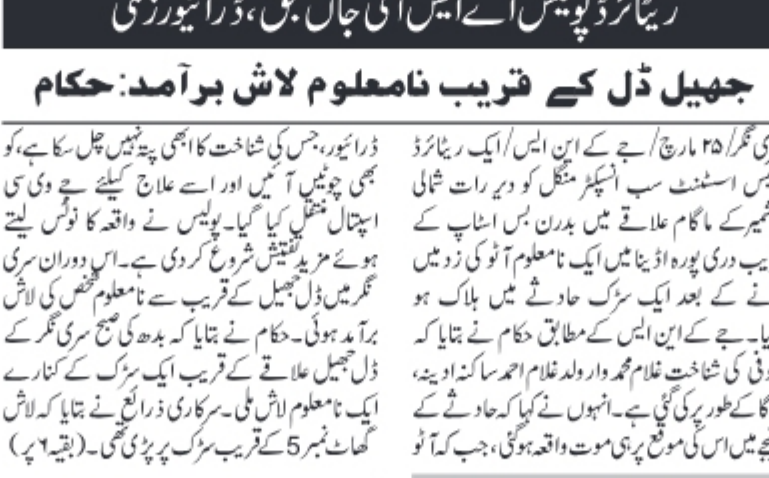 ریٹائرڈ پولیس اے ایس آئی جاں بحق، ڈرائیور زخمی
جھیل ڈل کے قریب نامعلوم لاش برآمد: حکام
ی نگر/۲۵ مارچ/ جے کے این ایس/ ایک ریٹائرڈ
س اسسٹنٹ سب انسپکٹر منگل کو دیر رات شمالی
شمیر کے ماگام علاقے میں بدرن بس اسٹاپ کے
یب دری پورہ اڈینا میں ایک نامعلوم آٹو کی زد میں
نے کے بعد ایک سڑک حادثے میں ہلاک ہو
یا۔ جے کے این ایس کے مطابق حکام نے بتایا کہ
وفی کی شناخت غلام محمد وار ولد غلام احمد ساکنہ ادینہ،
گا کے طور پر کی گئی ہے۔ انہوں نے کہا کہ حادثے کے
جے میں اس کی موقع پر ہی موت واقعہ ہوگئی، جب کہ آٹو
ڈرائیور، جس کی شناخت کا ابھی پتہ نہیں چل سکا ہے، کو
بھی چوٹیں آئیں اور اسے علاج کیلئے جے وی سی
اسپتال منتقل کیا گیا۔ پولیس نے واقعہ کا نوٹس لیتے
ہوئے مزید تفتیش شروع کر دی ہے۔ اس دوران سری
نگر میں ڈل جھیل کے قریب سے نامعلوم شخص کی لاش
برآمد ہوئی۔ حکام نے بتایا کہ بدھ کی صبح سری نگر کے
ڈل جھیل علاقے کے قریب ایک سڑک کے کنارے
ایک نامعلوم لاش ملی۔ سرکاری ذرائع نے بتایا کہ لاش
گھاٹ نمبر 5 کے قریب سڑک پر پڑی تھی۔ (بقیہ ۶ پر)